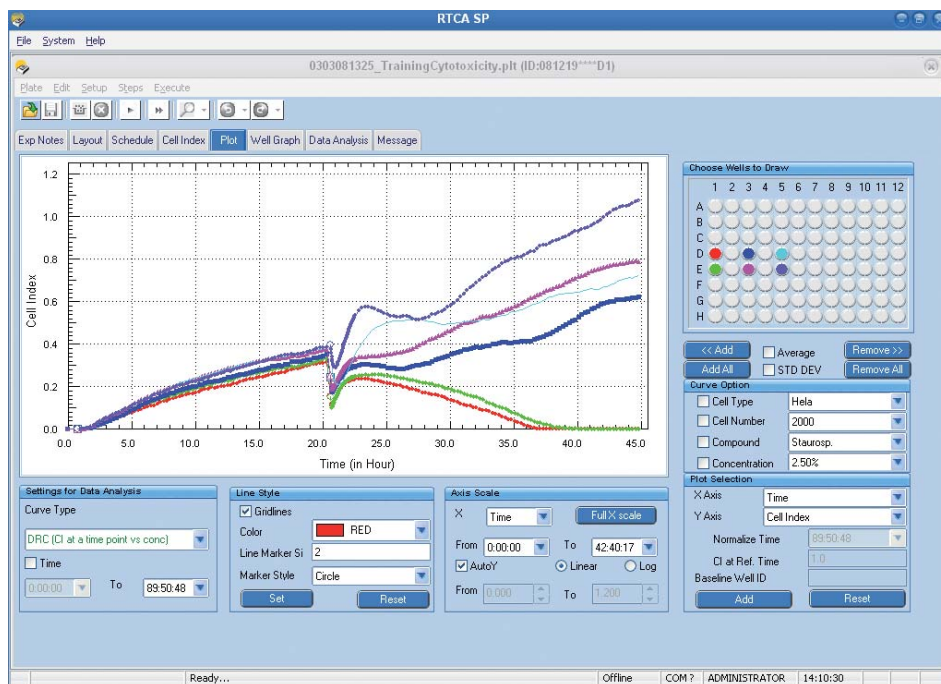 RTCA SP
File System Help
0303081325_TrainingCytotoxicity.plt (ID:081219****D1)
Plate Edit Setup Steps Execute
Exp Notes Layout Schedule Cell Index Plot Well Graph Data Analysis Message
1.2
1.0
0.8
0.6
0.4
0.2
0.0
Cell Index
0.0 5.0 10.0 15.0 20.0 25.0 30.0 35.0 40.0 45.0
Time (in Hour)
Choose Wells to Draw
1 2 3 4 5 6 7 8 9 10 11 12
A
B
C
D
E
F
G
H
<< Add Average Remove >>
Add All STD DEV Remove All
Curve Option
Cell Type Hela
Cell Number 2000
Compound Staurosp.
Concentration 2.50%
Plot Selection
X Axis Time
Y Axis Cell Index
Normalize Time 89:50:48
CI at Ref. Time 1.0
Baseline Well ID
Add Reset
Settings for Data Analysis
Curve Type
DRC (CI at a time point vs conc)
Time
0:00:00 To 89:50:48
Line Style
Gridlines
Color RED
Line Marker Si 2
Marker Style Circle
Set Reset
Axis Scale
X Time Full X scale
From 0:00:00 To 42:40:17
AutoY Linear Log
From 0.000 To 1.200
Ready... Offline COM ? ADMINISTRATOR 14:10:30